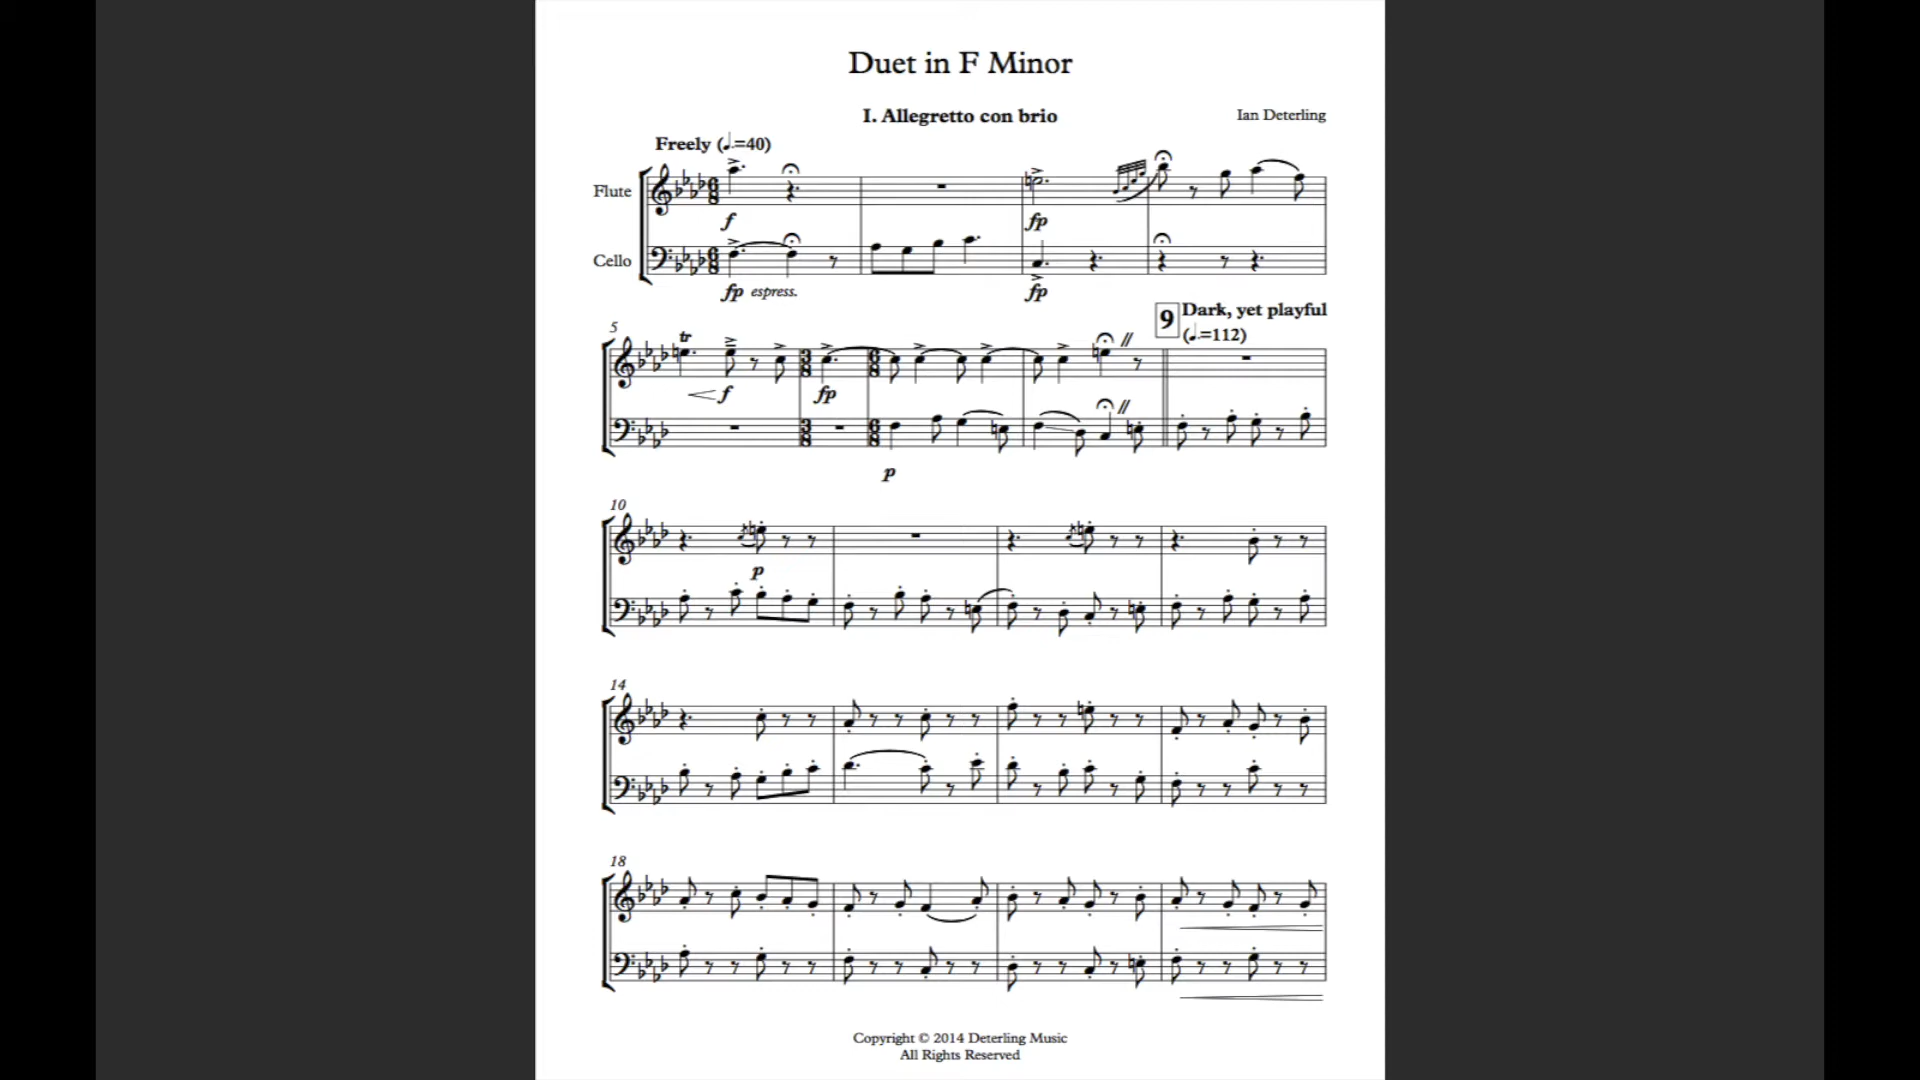 Duet in F Minor
I. Allegretto con brio
Ian Deterling
Freely (♩.=40)
Flute
f
fp
Cello
fp espress.
fp
9 Dark, yet playful
(♩.=112)
5
tr
f
fp
p
10
p
14
18
Copyright © 2014 Deterling Music
All Rights Reserved